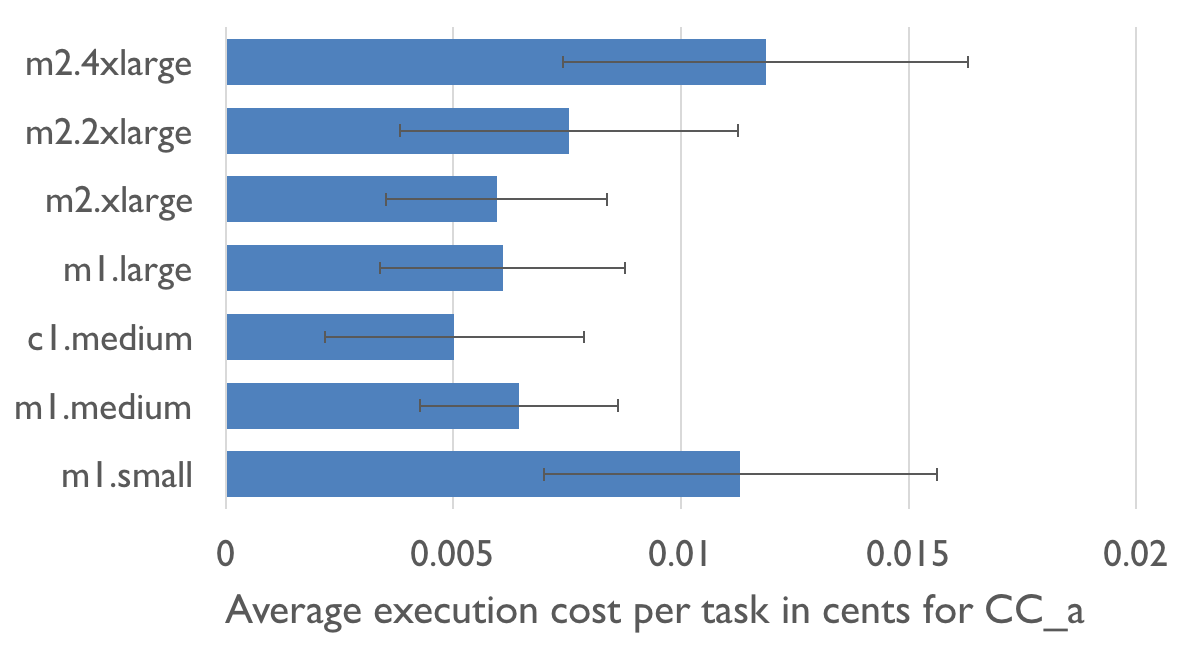 m2.4xlarge
m2.2xlarge
m2.xlarge
m1.large
c1.medium
m1.medium
m1.small
0 0.005 0.01 0.015 0.02
Average execution cost per task in cents for CC_a